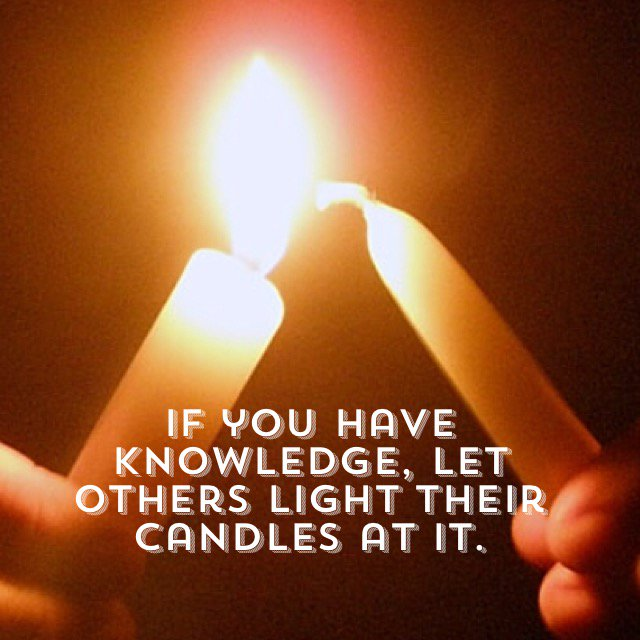 IF YOU HAVE
KNOWLEDGE, LET
OTHERS LIGHT THEIR
CANDLES AT IT.